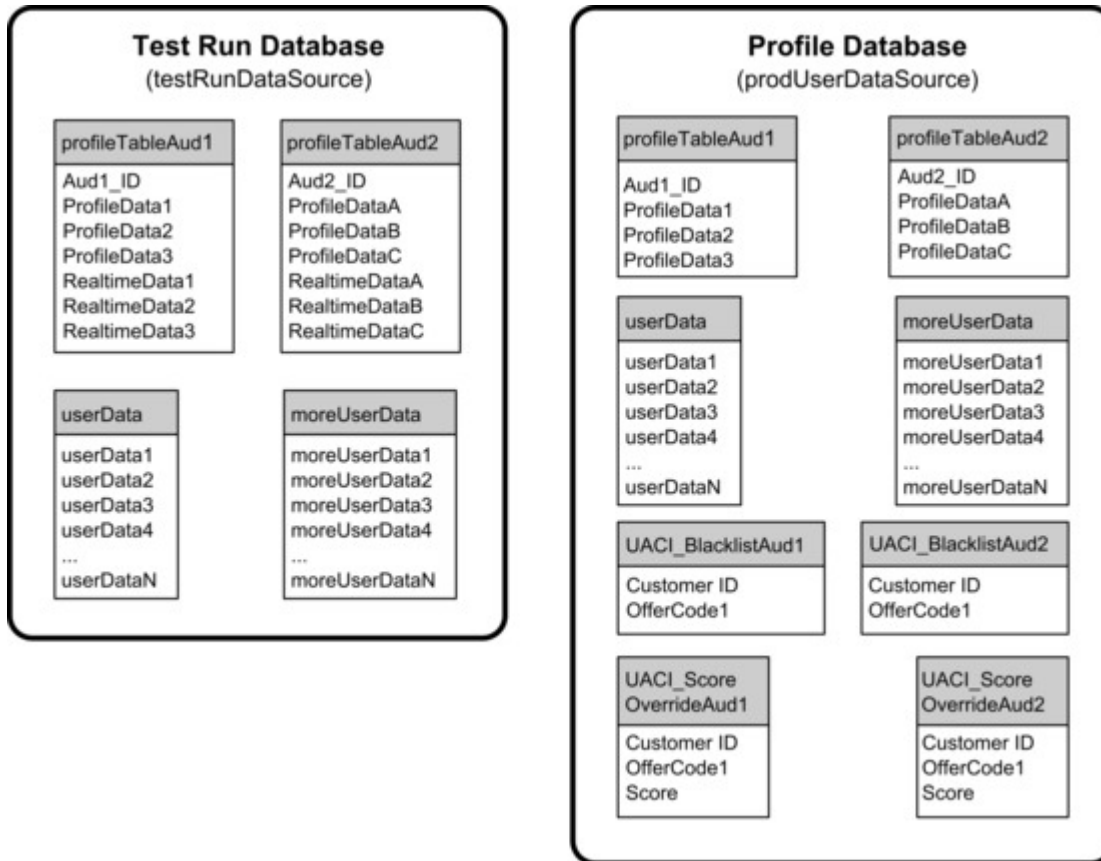 Test Run Database
(testRunDataSource)
profileTableAud1
Aud1_ID
ProfileData1
ProfileData2
ProfileData3
RealtimeData1
RealtimeData2
RealtimeData3
profileTableAud2
Aud2_ID
ProfileDataA
ProfileDataB
ProfileDataC
RealtimeDataA
RealtimeDataB
RealtimeDataC
userData
userData1
userData2
userData3
userData4
...
userDataN
moreUserData
moreUserData1
moreUserData2
moreUserData3
moreUserData4
...
moreUserDataN
Profile Database
(prodUserDataSource)
profileTableAud1
Aud1_ID
ProfileData1
ProfileData2
ProfileData3
profileTableAud2
Aud2_ID
ProfileDataA
ProfileDataB
ProfileDataC
userData
userData1
userData2
userData3
userData4
...
userDataN
moreUserData
moreUserData1
moreUserData2
moreUserData3
moreUserData4
...
moreUserDataN
UACI_BlacklistAud1
Customer ID
OfferCode1
UACI_BlacklistAud2
Customer ID
OfferCode1
UACI_Score
OverrideAud1
Customer ID
OfferCode1
Score
UACI_Score
OverrideAud2
Customer ID
OfferCode1
Score